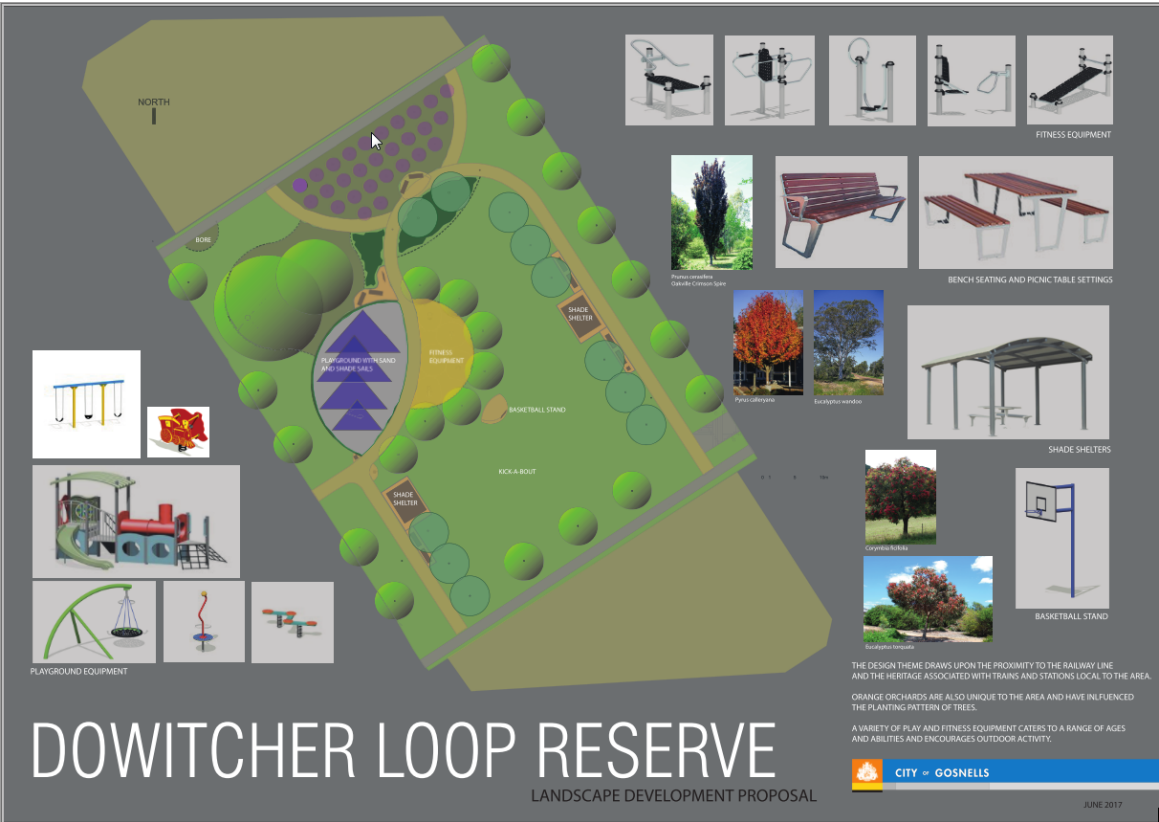 NORTH
FITNESS EQUIPMENT
Prunus cerasifera
Oakville Crimson Spire
BENCH SEATING AND PICNIC TABLE SETTINGS
BORE
SHADE
SHELTER
PLAYGROUND WITH SAND
AND SHADE SAILS
FITNESS
EQUIPMENT
BASKETBALL STAND
KICK-A-BOUT
SHADE
SHELTER
Pyrus calleryana
Eucalyptus wandoo
SHADE SHELTERS
Corymbia ficifolia
BASKETBALL STAND
Eucalyptus torquata
PLAYGROUND EQUIPMENT
THE DESIGN THEME DRAWS UPON THE PROXIMITY TO THE RAILWAY LINE
AND THE HERITAGE ASSOCIATED WITH TRAINS AND STATIONS LOCAL TO THE AREA.
ORANGE ORCHARDS ARE ALSO UNIQUE TO THE AREA AND HAVE INLFUENCED
THE PLANTING PATTERN OF TREES.
A VARIETY OF PLAY AND FITNESS EQUIPMENT CATERS TO A RANGE OF AGES
AND ABILITIES AND ENCOURAGES OUTDOOR ACTIVITY.
DOWITCHER LOOP RESERVE
LANDSCAPE DEVELOPMENT PROPOSAL
CITY OF GOSNELLS
JUNE 2017